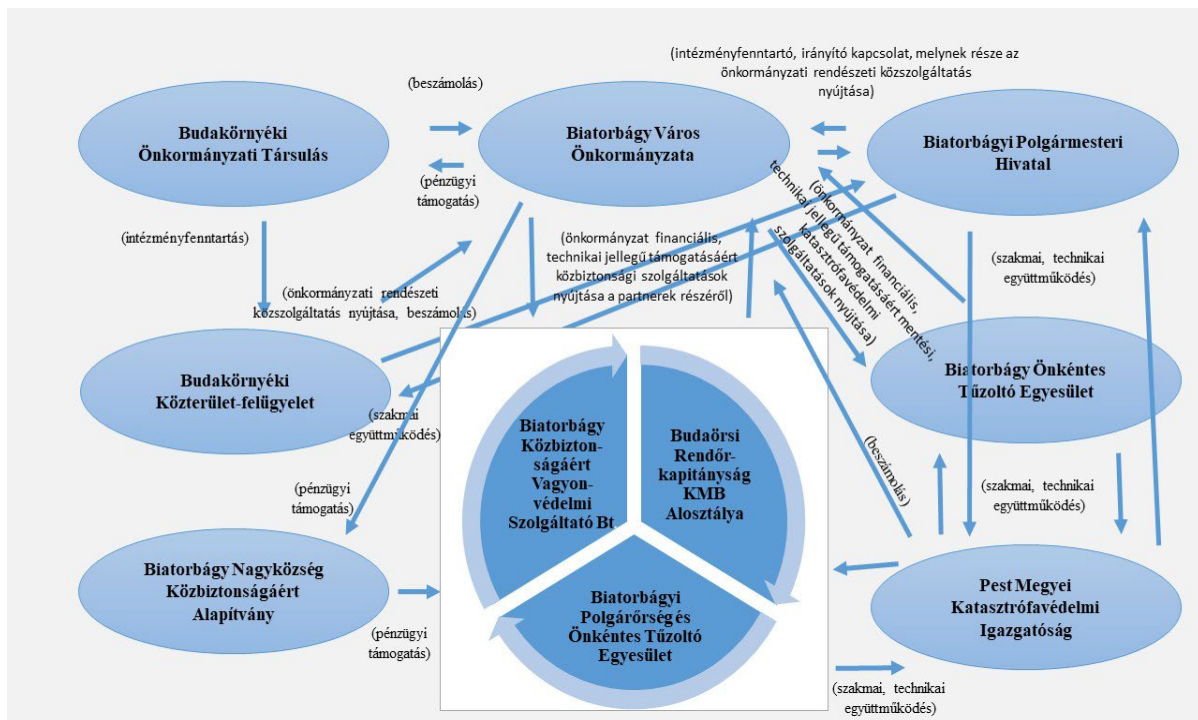 (intézményfenntartó, irányító kapcsolat, melynek része az
önkormányzati rendészeti közszolgáltatás
nyújtása)
(beszámolás)
Budakörnyéki
Önkormányzati Társulás
Biatorbágy Város
Önkormányzata
Biatorbágyi Polgármesteri
Hivatal
(pénzügyi
támogatás)
(intézményfenntartás)
(önkormányzat financiális,
technikai jellegű támogatásáért
közbiztonsági szolgáltatások
nyújtása a partnerek részéről)
(önkormányzat financiális,
technikai jellegű támogatásáért mentési,
katasztrófavédelmi
szolgáltatások nyújtása)
(szakmai, technikai
együttműködés)
(önkormányzati rendészeti
közszolgáltatás nyújtása, beszámolás)
Budakörnyéki
Közterület-felügyelet
Biatorbágy Önkéntes
Tűzoltó Egyesület
(szakmai
együttműködés)
Biatorbágy
Közbizton-
ságáért
Vagyon-
védelmi
Szolgáltató Bt
Budaörsi
Rendőr-
kapitányság
KMB
Alosztálya
(beszámolás)
(pénzügyi
támogatás)
(szakmai, technikai
együttműködés)
Biatorbágy Nagyközség
Közbiztonságáért
Alapítvány
Biatorbágyi
Polgárőrség és
Önkéntes Tűzoltó
Egyesület
Pest Megyei
Katasztrófavédelmi
Igazgatóság
(pénzügyi
támogatás)
(szakmai, technikai
együttműködés)